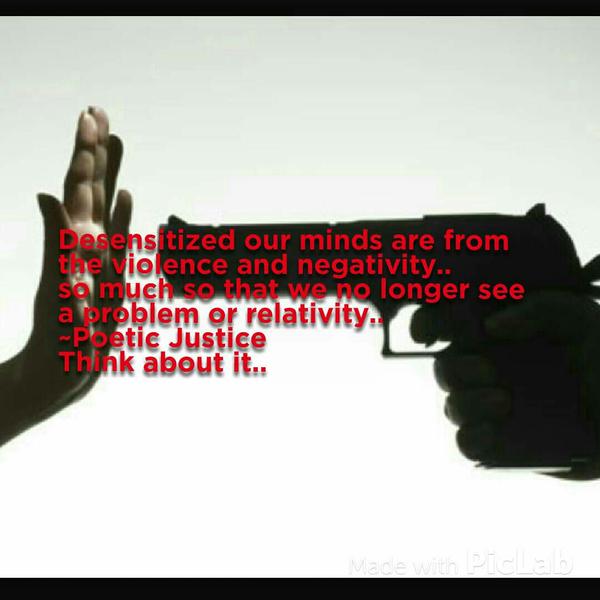 Desensitized our minds are from
the violence and negativity..
so much so that we no longer see
a problem or relativity..
~Poetic Justice
Think about it..
Made with PicLab